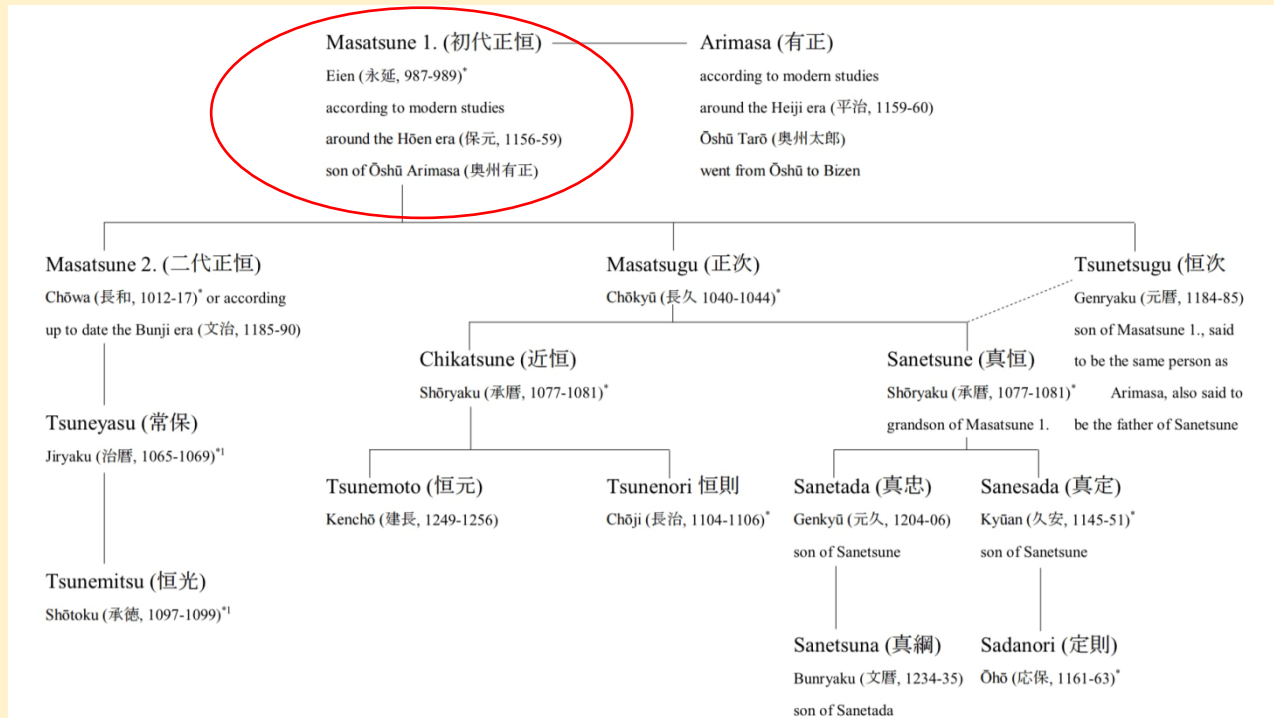 Masatsune 1. (初代正恒)
Eien (永延, 987-989)*
according to modern studies
around the Hōen era (保元, 1156-59)
son of Ōshū Arimasa (奥州有正)
Arimasa (有正)
according to modern studies
around the Heiji era (平治, 1159-60)
Ōshū Tarō (奥州太郎)
went from Ōshū to Bizen
Masatsune 2. (二代正恒)
Chōwa (長和, 1012-17)* or according
up to date the Bunji era (文治, 1185-90)
Masatsugu (正次)
Chōkyū (長久 1040-1044)*
Tsunetsugu (恒次
Genryaku (元暦, 1184-85)
son of Masatsune 1., said
to be the same person as
Arimasa, also said to
be the father of Sanetsune
Chikatsune (近恒)
Shōryaku (承暦, 1077-1081)*
Sanetsune (真恒)
Shōryaku (承暦, 1077-1081)*
grandson of Masatsune 1.
Tsuneyasu (常保)
Jiryaku (治暦, 1065-1069)*1
Tsunemoto (恒元)
Kenchō (建長, 1249-1256)
Tsunenori 恒則
Chōji (長治, 1104-1106)*
Sanetada (真忠)
Genkyū (元久, 1204-06)
son of Sanetsune
Sanesada (真定)
Kyūan (久安, 1145-51)*
son of Sanetsune
Tsunemitsu (恒光)
Shōtoku (承徳, 1097-1099)*1
Sanetsuna (真綱)
Bunryaku (文暦, 1234-35)
son of Sanetada
Sadanori (定則)
Ōhō (応保, 1161-63)*